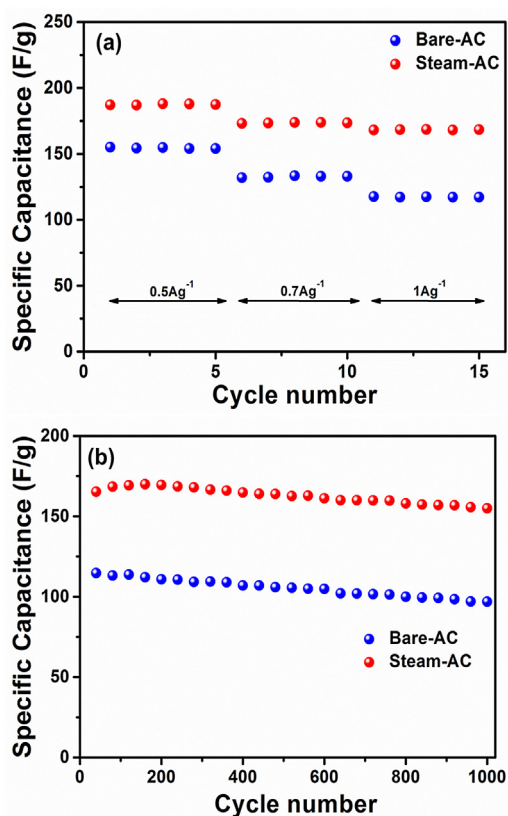 (a)
Bare-AC
Steam-AC
Specific Capacitance (F/g)
250
200
150
100
50
0
0.5Ag⁻¹ 0.7Ag⁻¹ 1Ag⁻¹
0 5 10 15
Cycle number
(b)
Specific Capacitance (F/g)
200
150
100
50
0
Bare-AC
Steam-AC
0 200 400 600 800 1000
Cycle number